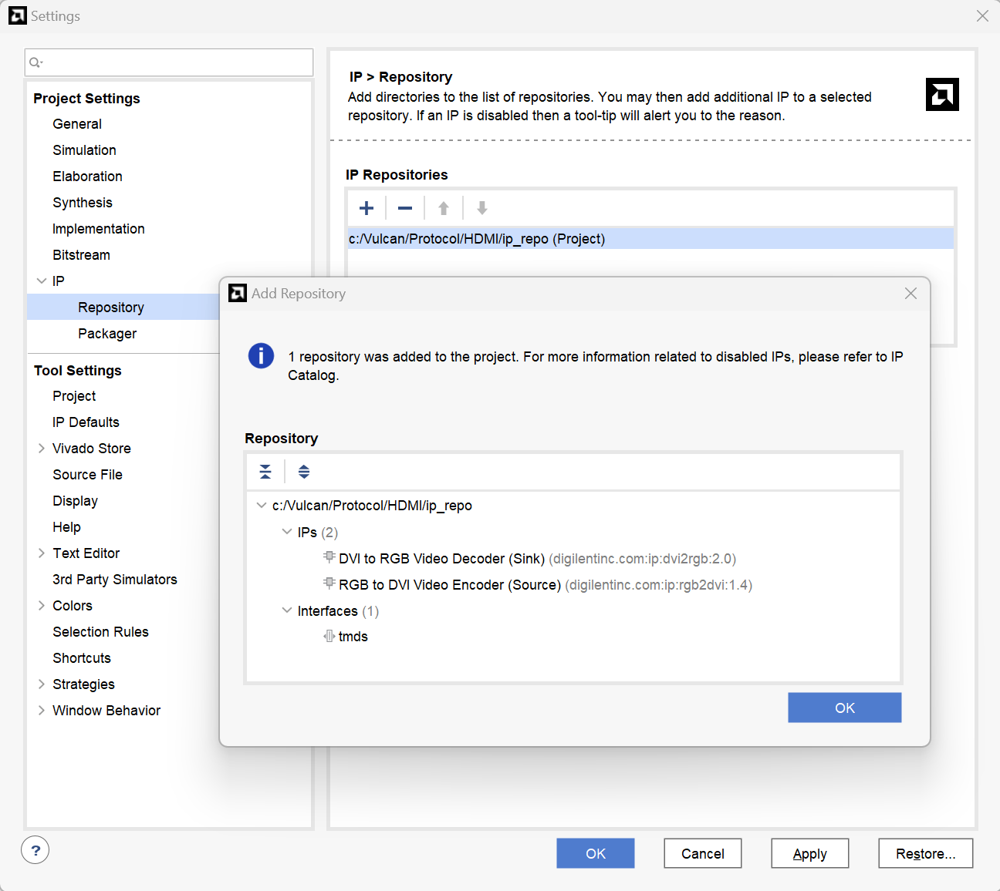 Settings
Project Settings
General
Simulation
Elaboration
Synthesis
Implementation
Bitstream
IP
Repository
Packager
Tool Settings
Project
IP Defaults
Vivado Store
Source File
Display
Help
Text Editor
3rd Party Simulators
Colors
Selection Rules
Shortcuts
Strategies
Window Behavior
IP > Repository
Add directories to the list of repositories. You may then add additional IP to a selected
repository. If an IP is disabled then a tool-tip will alert you to the reason.
IP Repositories
c:/Vulcan/Protocol/HDMI/ip_repo (Project)
Add Repository
1 repository was added to the project. For more information related to disabled IPs, please refer to IP
Catalog.
Repository
c:/Vulcan/Protocol/HDMI/ip_repo
IPs (2)
DVI to RGB Video Decoder (Sink) (digilentinc.com:ip:dvi2rgb:2.0)
RGB to DVI Video Encoder (Source) (digilentinc.com:ip:rgb2dvi:1.4)
Interfaces (1)
tmds
OK
?
OK
Cancel
Apply
Restore...